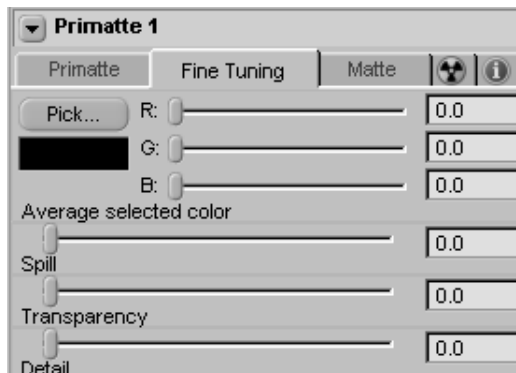 Primatte 1
Primatte Fine Tuning Matte
Pick... R: 0.0
G: 0.0
B: 0.0
Average selected color
0.0
Spill
0.0
Transparency
0.0
Detail